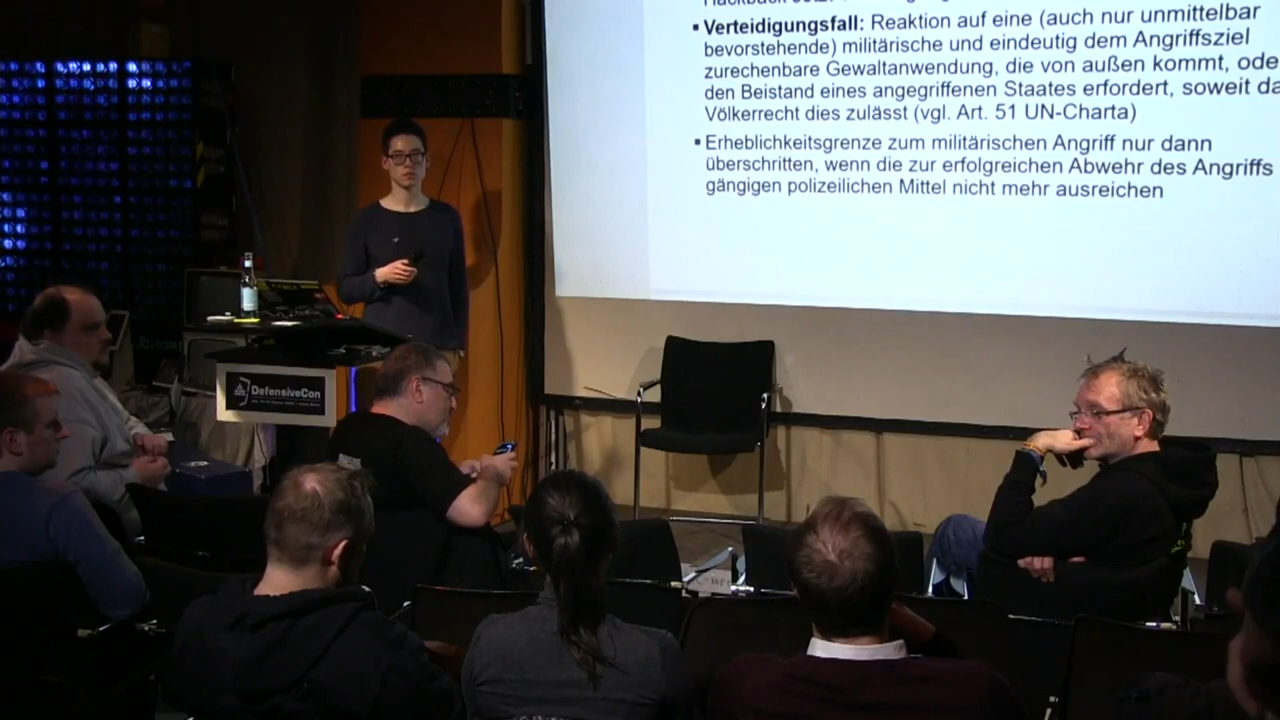 Verteidigungsfall: Reaktion auf eine (auch nur unmittelbar
bevorstehende) militärische und eindeutig dem Angriffsziel
zurechenbare Gewaltanwendung, die von außen kommt,
den Beistand eines angegriffenen Staates erfordert, soweit
Völkerrecht dies zulässt (vgl. Art. 51 UN-Charta)
Erheblichkeitsgrenze zum militärischen Angriff nur dann
überschritten, wenn die zur erfolgreichen Abwehr des Angriffs
gängigen polizeilichen Mittel nicht mehr ausreichen
DefensiveCon